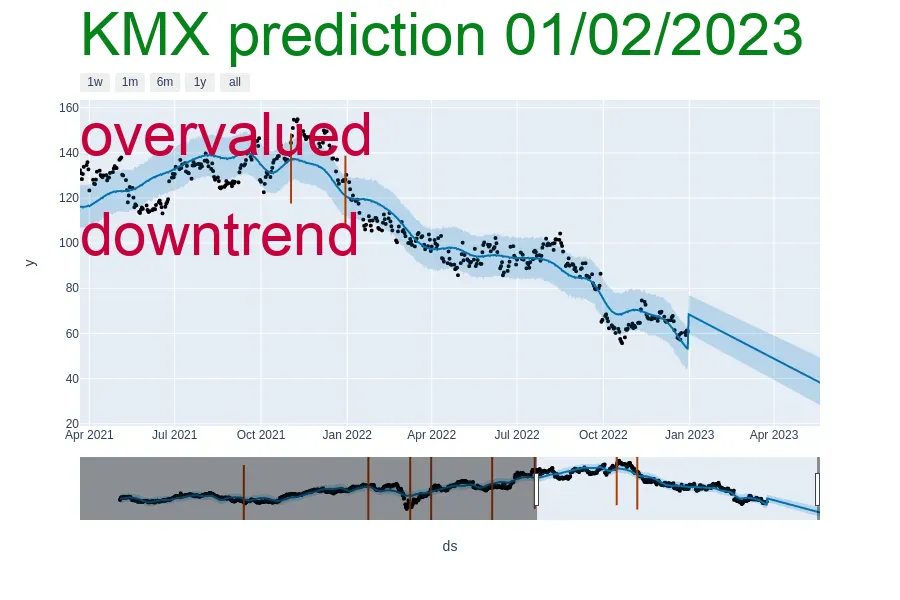 KMX prediction 01/02/2023
1w 1m 6m 1y all
160
overvalued
140
120
downtrend
100
80
60
40
20
y
Apr 2021 Jul 2021 Oct 2021 Jan 2022 Apr 2022 Jul 2022 Oct 2022 Jan 2023 Apr 2023
ds